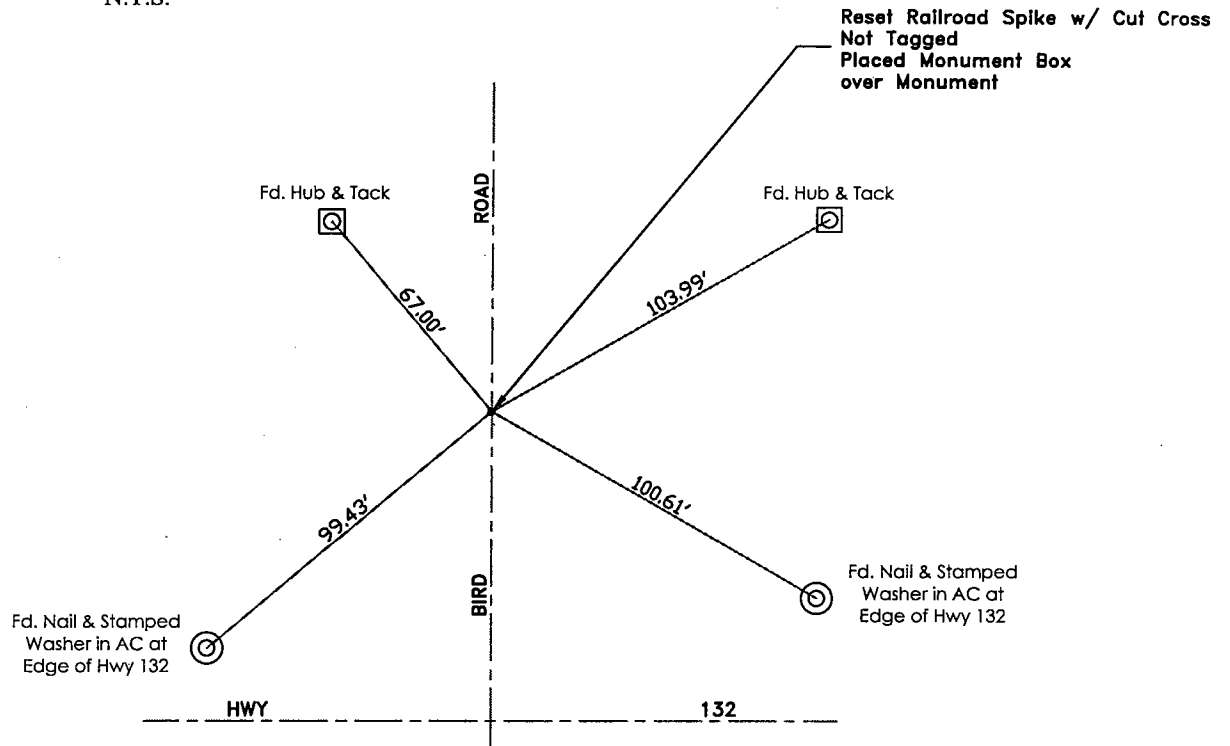 N.T.S.
Reset Railroad Spike w/ Cut Cross
Not Tagged
Placed Monument Box
over Monument
Fd. Hub & Tack
ROAD
Fd. Hub & Tack
67.00'
103.99'
99.43'
100.61'
BIRD
Fd. Nail & Stamped
Washer in AC at
Edge of Hwy 132
Fd. Nail & Stamped
Washer in AC at
Edge of Hwy 132
HWY
132